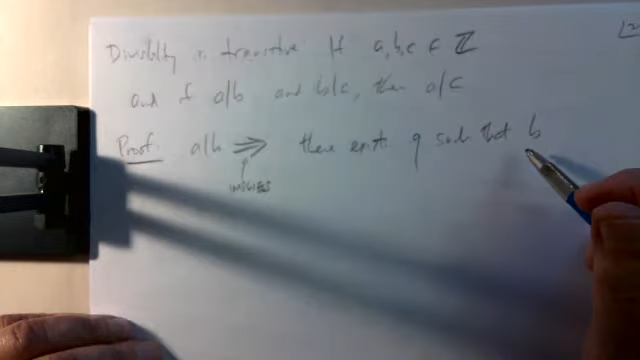 Divisibility is transitive If a,b,c ∈ ℤ
and if a|b and b|c, then a|c
Proof. a|b ⇒ there exists q such that b
IMPLIES